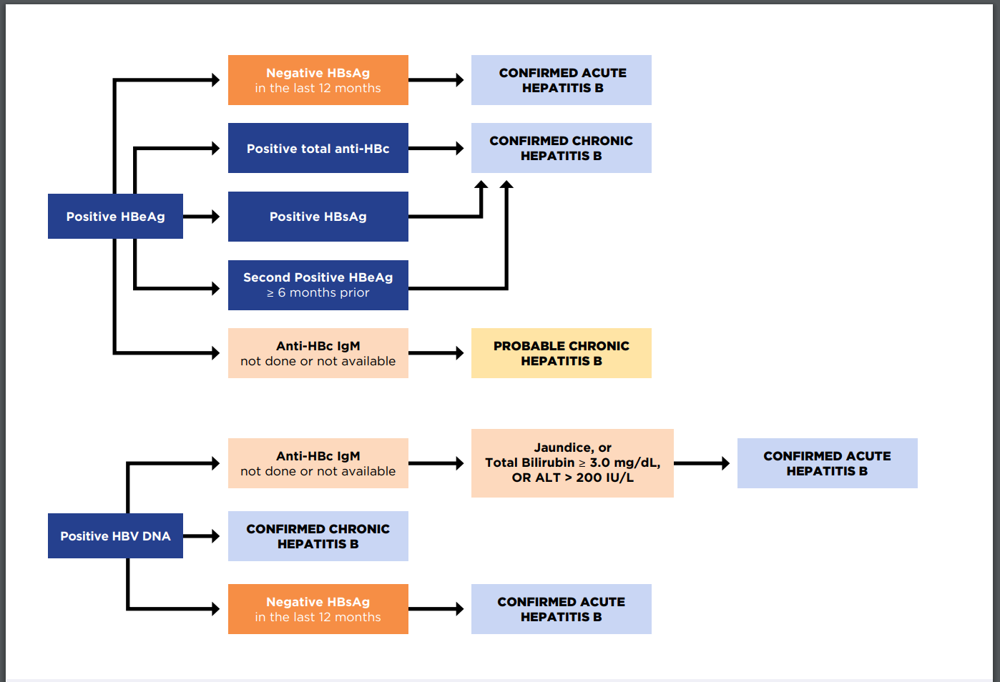 Negative HBsAg
in the last 12 months
CONFIRMED ACUTE
HEPATITIS B
Positive total anti-HBc
CONFIRMED CHRONIC
HEPATITIS B
Positive HBeAg
Positive HBsAg
Second Positive HBeAg
≥ 6 months prior
Anti-HBc IgM
not done or not available
PROBABLE CHRONIC
HEPATITIS B
Anti-HBc IgM
not done or not available
Jaundice, or
Total Bilirubin ≥ 3.0 mg/dL,
OR ALT > 200 IU/L
CONFIRMED ACUTE
HEPATITIS B
Positive HBV DNA
CONFIRMED CHRONIC
HEPATITIS B
Negative HBsAg
in the last 12 months
CONFIRMED ACUTE
HEPATITIS B